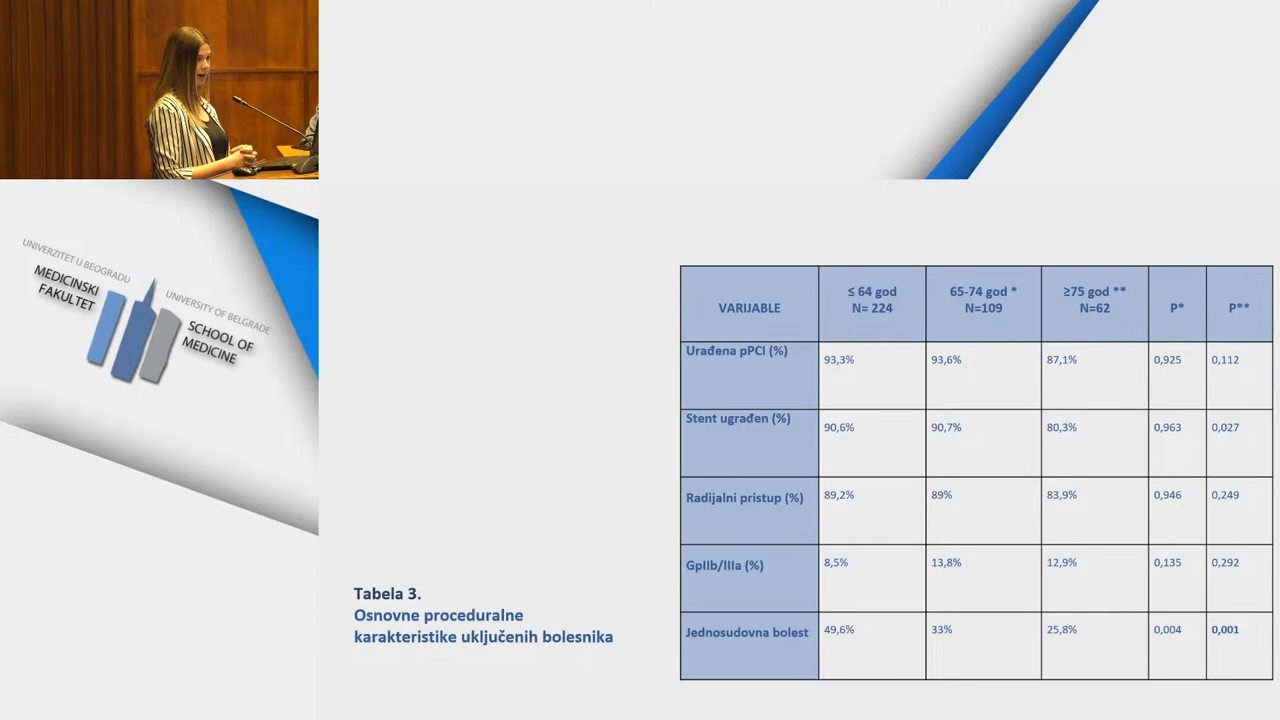 UNIVERZITET U BEOGRADU
MEDICINSKI
FAKULTET
UNIVERSITY OF BELGRADE
SCHOOL OF
MEDICINE
VARIJABLE ≤ 64 god N= 224 65-74 god * N=109 ≥75 god ** N=62 P* P**
Urađena pPCI (%) 93,3% 93,6% 87,1% 0,925 0,112
Stent ugrađen (%) 90,6% 90,7% 80,3% 0,963 0,027
Radijalni pristup (%) 89,2% 89% 83,9% 0,946 0,249
GpIIb/IIIa (%) 8,5% 13,8% 12,9% 0,135 0,292
Jednosudovna bolest 49,6% 33% 25,8% 0,004 0,001
Tabela 3.
Osnovne proceduralne
karakteristike uključenih bolesnika